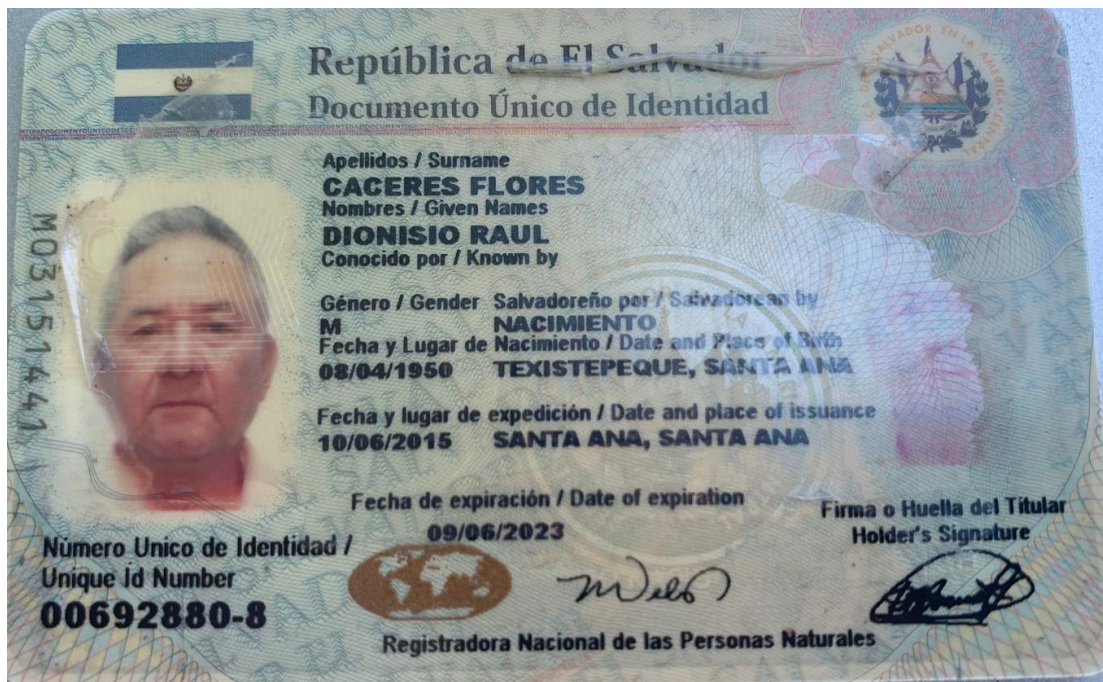 República de El Salvador
Documento Único de Identidad
Apellidos / Surname
CACERES FLORES
Nombres / Given Names
DIONISIO RAUL
Conocido por / Known by
Género / Gender Salvadoreño por / Salvadorean by
M NACIMIENTO
Fecha y Lugar de Nacimiento / Date and Place of Birth
08/04/1950 TEXISTEPEQUE, SANTA ANA
Fecha y lugar de expedición / Date and place of issuance
10/06/2015 SANTA ANA, SANTA ANA
Fecha de expiración / Date of expiration
09/06/2023
Firma o Huella del Titular
Holder's Signature
Número Unico de Identidad /
Unique Id Number
00692880-8
Registradora Nacional de las Personas Naturales
M03151441